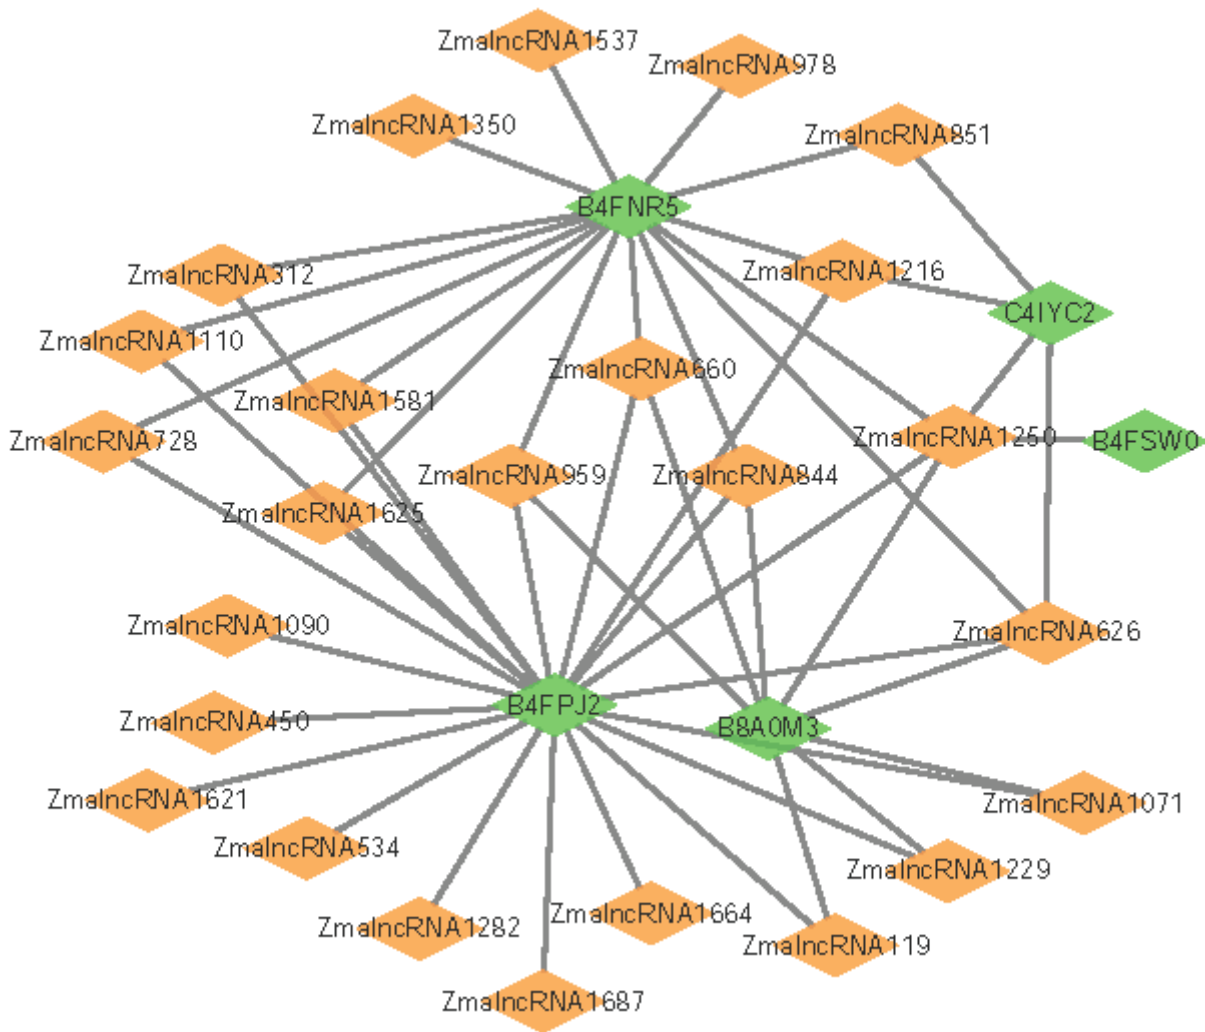 ZmalncRNA1537
ZmalncRNA978
ZmalncRNA1350
ZmalncRNA851
B4FNR5
ZmalncRNA312
ZmalncRNA1216
C4IYC2
ZmalncRNA1110
ZmalncRNA660
ZmalncRNA1581
ZmalncRNA728
ZmalncRNA1250
B4FSW0
ZmalncRNA959
ZmalncRNA844
ZmalncRNA1625
ZmalncRNA1090
ZmalncRNA626
B4FPJ2
ZmalncRNA450
B8A0M3
ZmalncRNA1621
ZmalncRNA1071
ZmalncRNA534
ZmalncRNA1229
ZmalncRNA1664
ZmalncRNA1282
ZmalncRNA119
ZmalncRNA1687